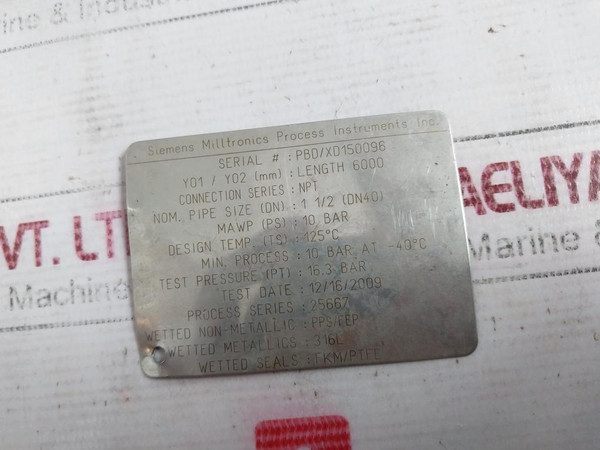 ne & Indust
Siemens Milltronics Process Instruments Inc.
SERIAL # : PBD/X0150096
Y01 / Y02 (mm) : LENGTH 6000
CONNECTION SERIES : NPT
NOM. PIPE SIZE (DN) : 1 1/2 (DN40)
MAWP (PS) : 10 BAR
DESIGN TEMP. (TS) : 125°C
MIN. PROCESS : 10 BAR AT -40°C
TEST PRESSURE (PT) : 16.3 BAR
TEST DATE : 12/16/2009
PROCESS SERIES : 25667
WETTED NON-METALLIC : PPS/FEP
WETTED METALLICS : 316L
WETTED SEALS : FKM/PTFE
VT. LT
Machin
AELIYA
Marine &